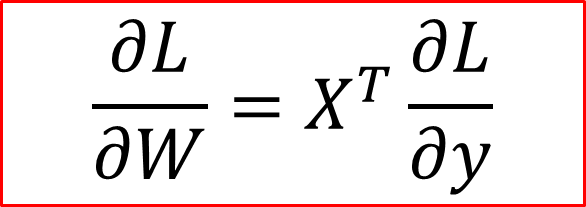 ∂L/∂W = X^T ∂L/∂y